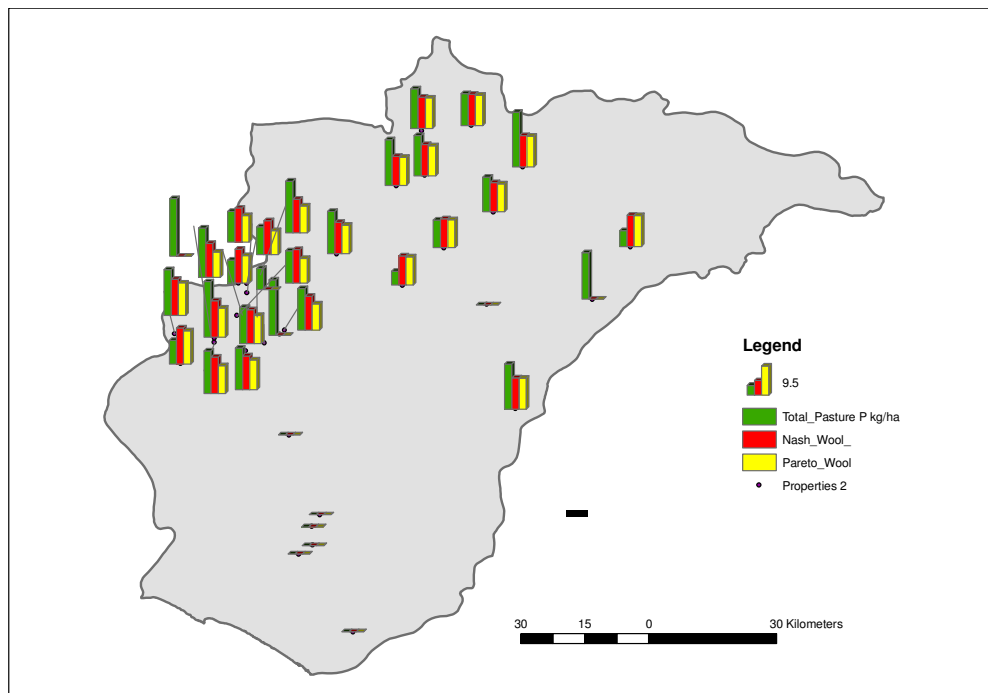 Legend
9.5
Total_Pasture P kg/ha
Nash_Wool_
Pareto_Wool
Properties 2
30 15 0 30 Kilometers